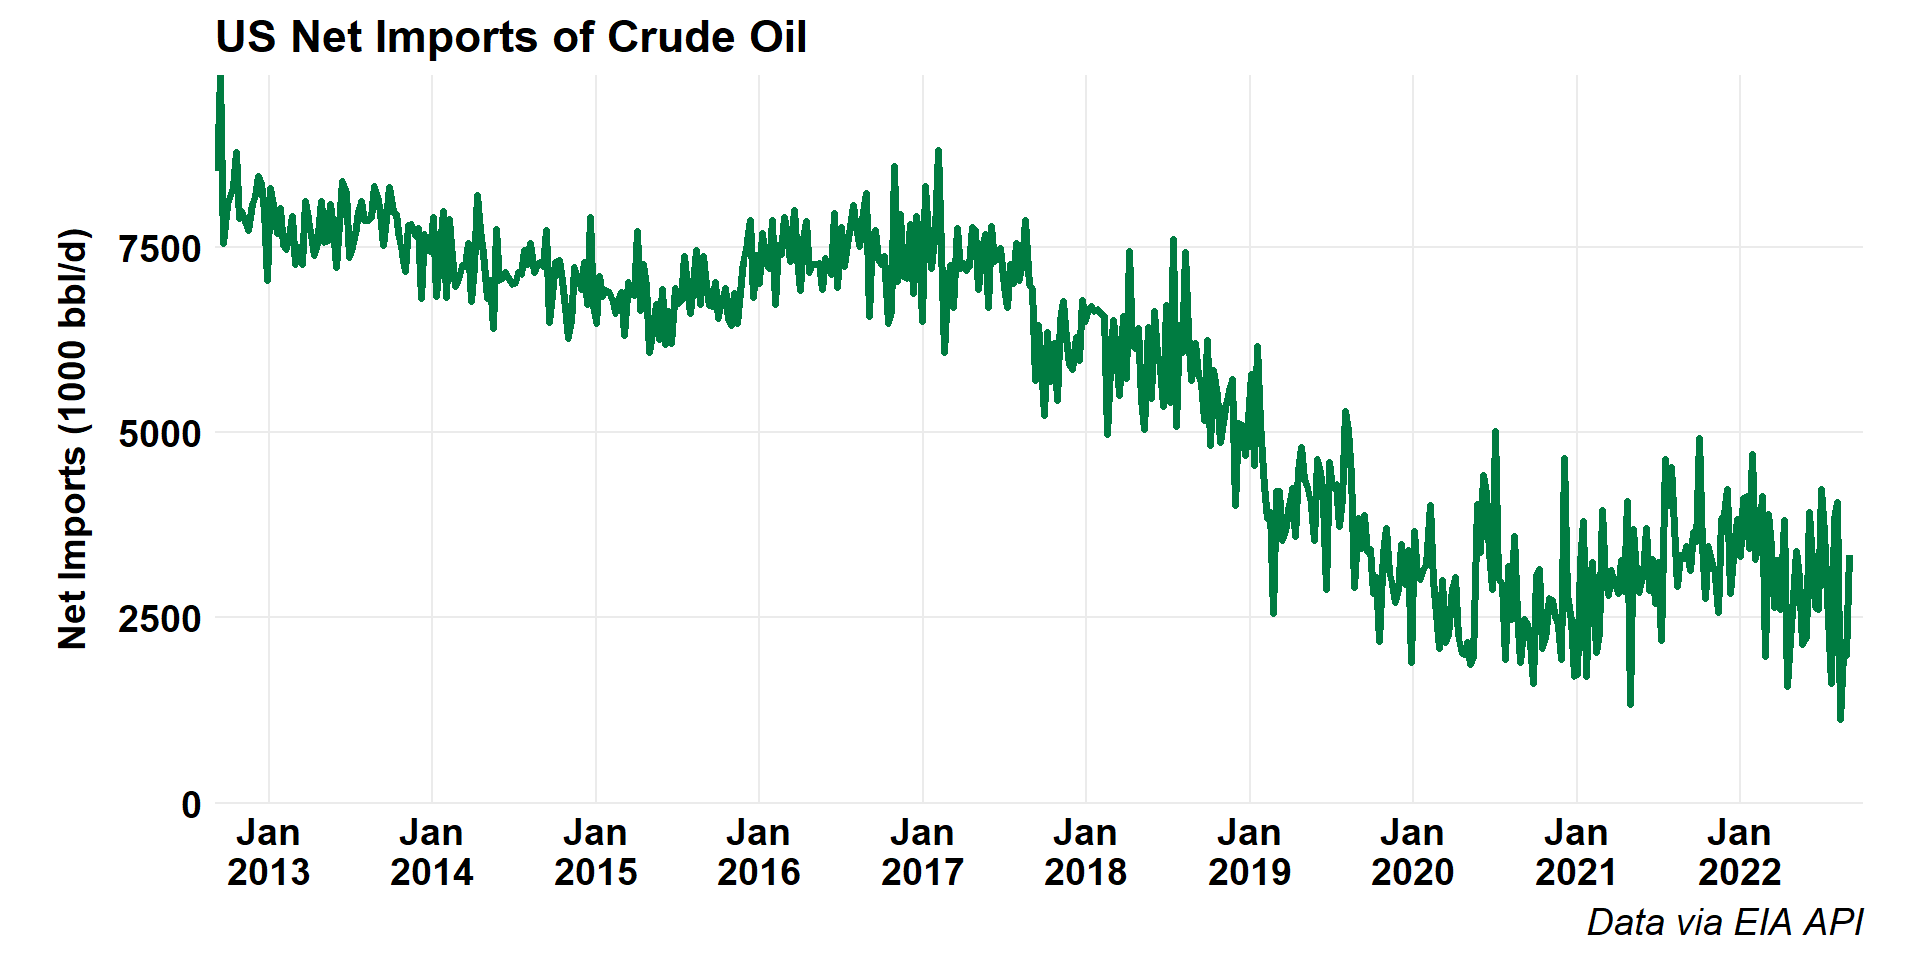 US Net Imports of Crude Oil
Net Imports (1000 bbl/d)
7500
5000
2500
0
Jan Jan Jan Jan Jan Jan Jan Jan Jan Jan
2013 2014 2015 2016 2017 2018 2019 2020 2021 2022
Data via EIA API